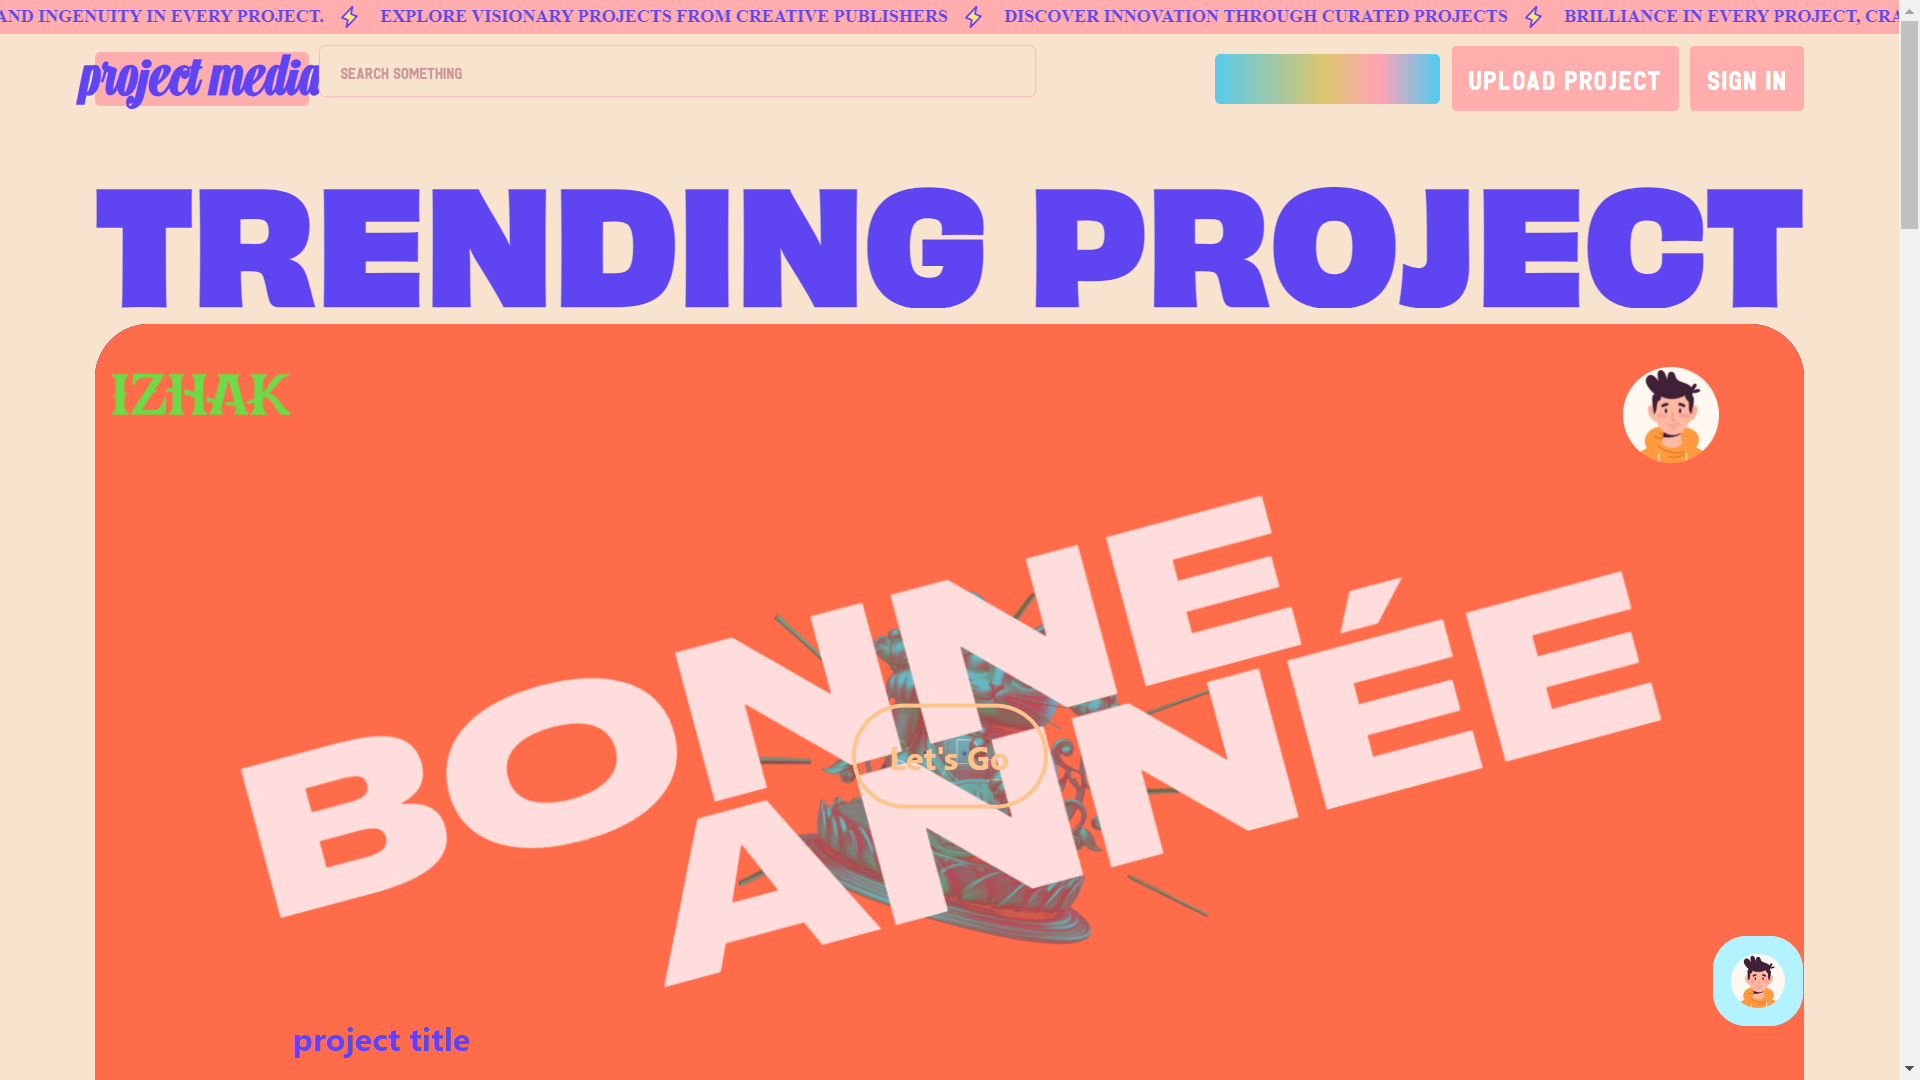 AND INGENUITY IN EVERY PROJECT. EXPLORE VISIONARY PROJECTS FROM CREATIVE PUBLISHERS DISCOVER INNOVATION THROUGH CURATED PROJECTS BRILLIANCE IN EVERY PROJECT,
project media
SEARCH SOMETHING
UPLOAD PROJECT
SIGN IN
TRENDING PROJECT
IZHAK
BONNE
ANNÉE
Let's Go
project title